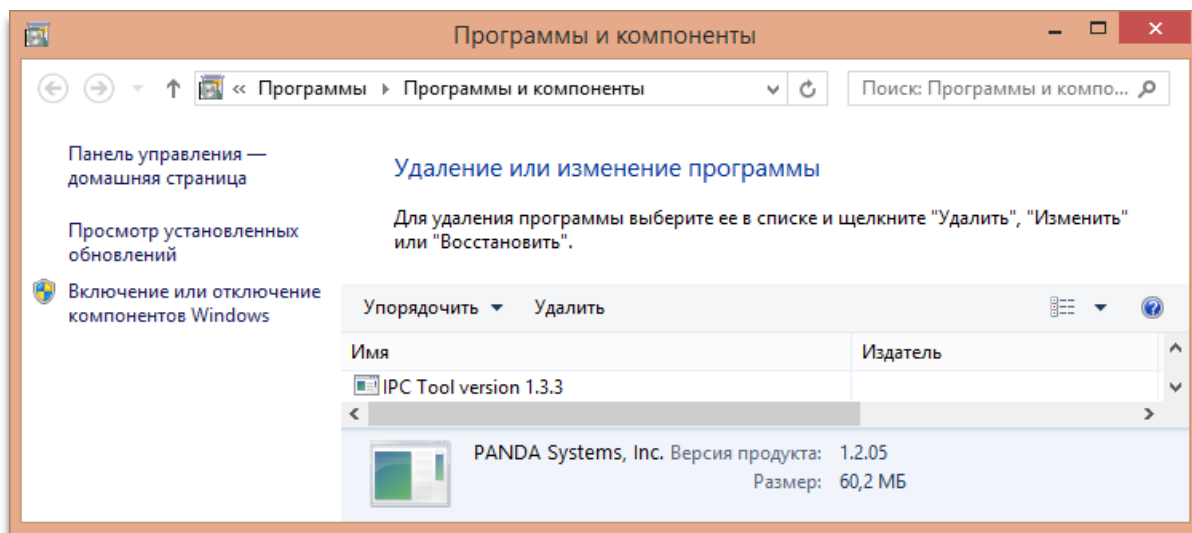 Программы и компоненты
« Программы ▸ Программы и компоненты
Поиск: Программы и компо...
Панель управления —
домашняя страница
Просмотр установленных
обновлений
Включение или отключение
компонентов Windows
Удаление или изменение программы
Для удаления программы выберите ее в списке и щелкните "Удалить", "Изменить"
или "Восстановить".
Упорядочить Удалить
Имя Издатель
IPC Tool version 1.3.3
PANDA Systems, Inc. Версия продукта: 1.2.05
Размер: 60,2 МБ